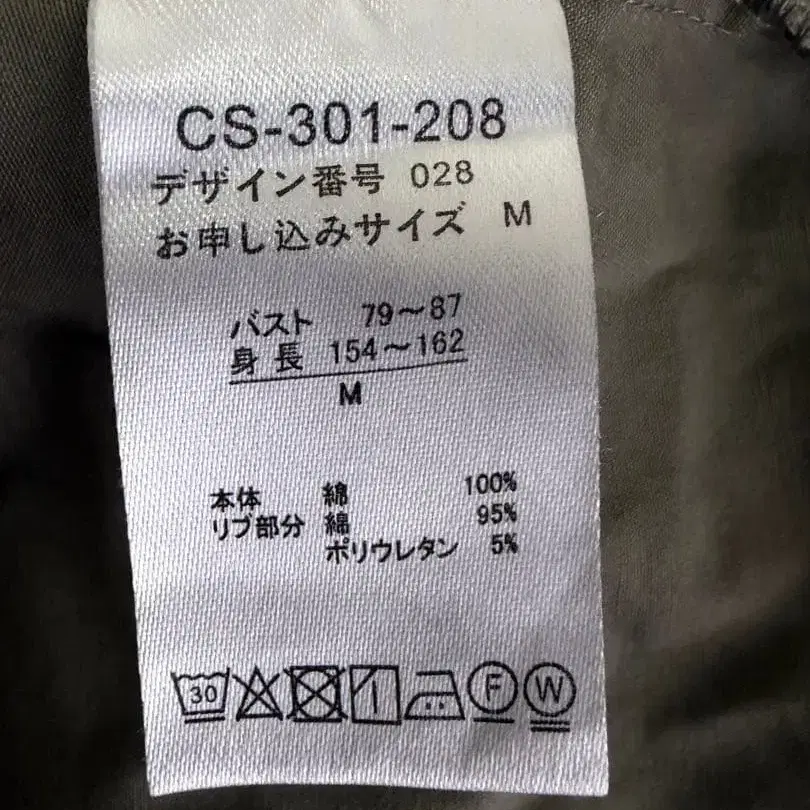 CS-301-208
デザイン番号 028
お申し込みサイズ M
バスト 79～87
身長 154～162
M
本体 綿 100%
リブ部分 綿 95%
ポリウレタン 5%
30 F W